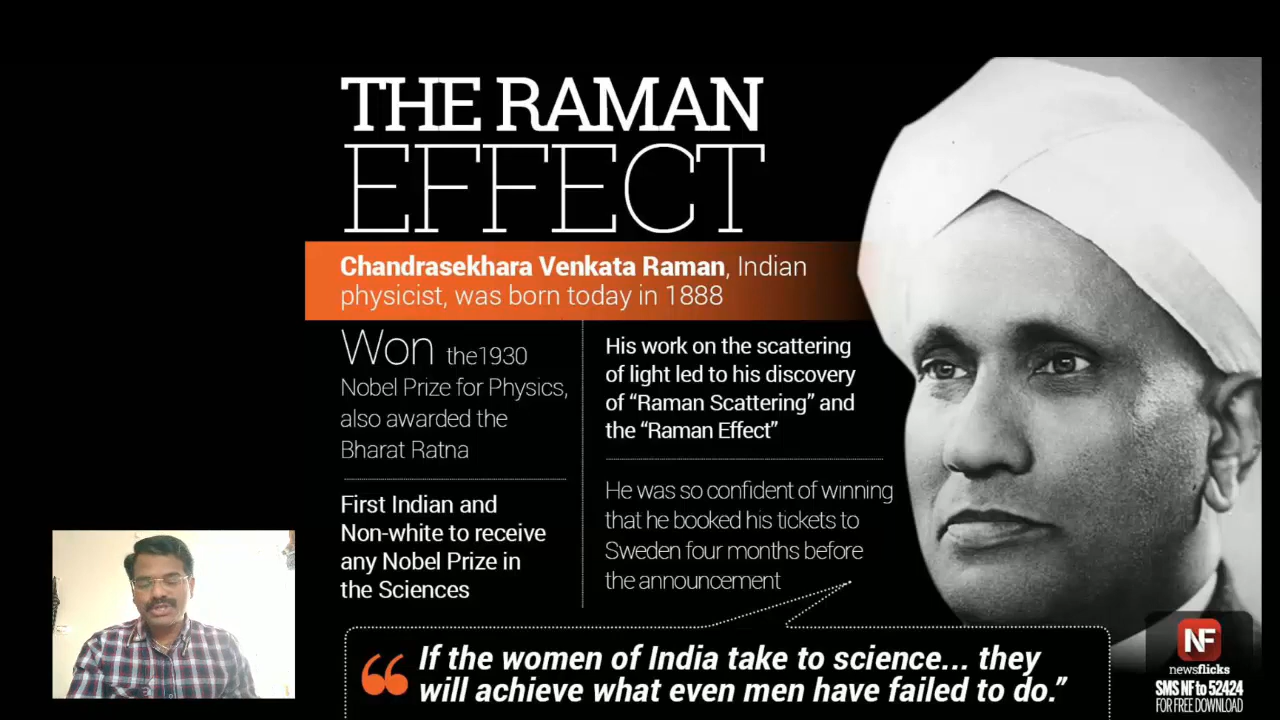 THE RAMAN
EFFECT
Chandrasekhara Venkata Raman, Indian
physicist, was born today in 1888
Won the1930
Nobel Prize for Physics,
also awarded the
Bharat Ratna
First Indian and
Non-white to receive
any Nobel Prize in
the Sciences
His work on the scattering
of light led to his discovery
of “Raman Scattering” and
the “Raman Effect”
He was so confident of winning
that he booked his tickets to
Sweden four months before
the announcement
“If the women of India take to science... they
will achieve what even men have failed to do.”
NF
newsflicks
SMS NF to 52424
FOR FREE DOWNLOAD